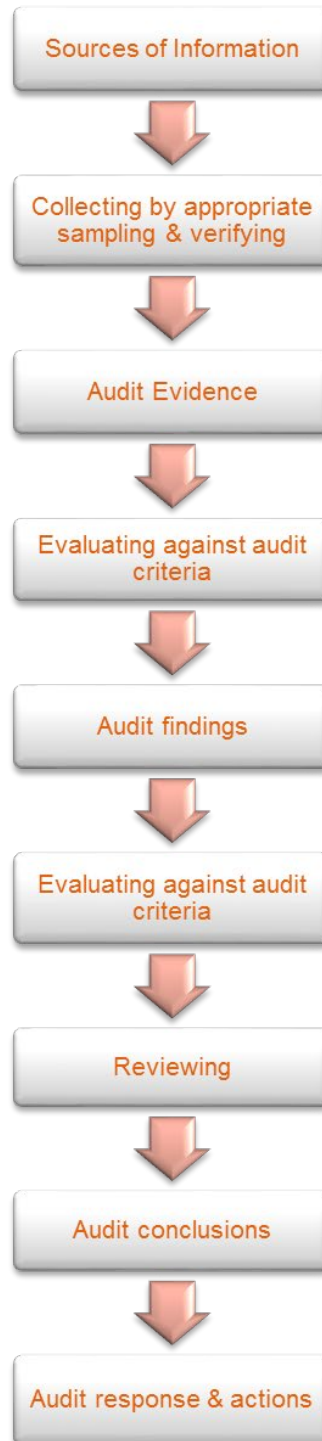 Sources of Information
Collecting by appropriate
sampling & verifying
Audit Evidence
Evaluating against audit
criteria
Audit findings
Evaluating against audit
criteria
Reviewing
Audit conclusions
Audit response & actions